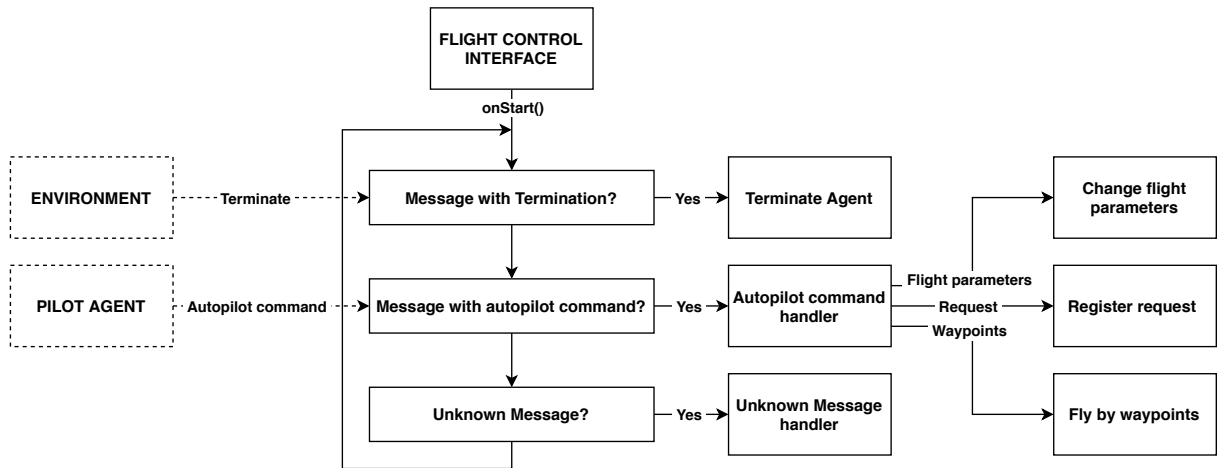 FLIGHT CONTROL
INTERFACE
onStart()
ENVIRONMENT
Terminate
Message with Termination?
Yes
Terminate Agent
Change flight
parameters
PILOT AGENT
Autopilot command
Message with autopilot command?
Yes
Autopilot command
handler
Flight parameters
Request
Waypoints
Register request
Unknown Message?
Yes
Unknown Message
handler
Fly by waypoints